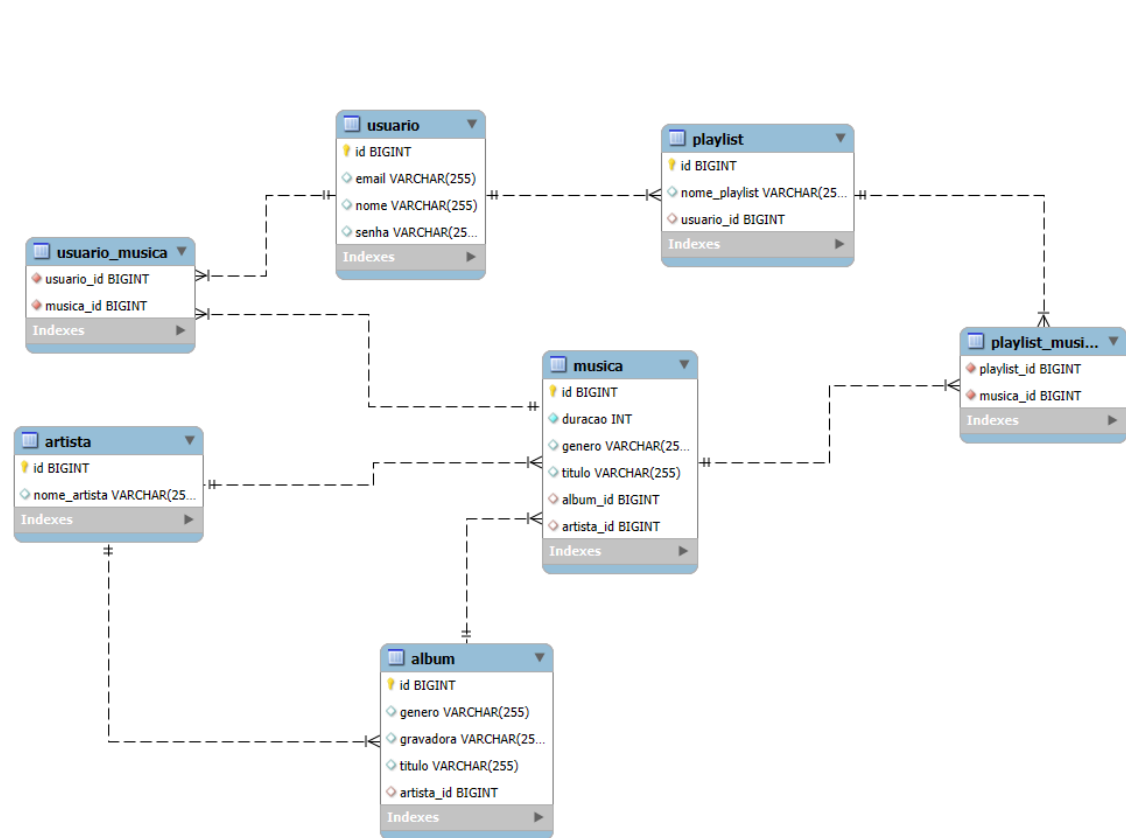 usuario
id BIGINT
email VARCHAR(255)
nome VARCHAR(255)
senha VARCHAR(25...
Indexes
playlist
id BIGINT
nome_playlist VARCHAR(25...
usuario_id BIGINT
Indexes
usuario_musica
usuario_id BIGINT
musica_id BIGINT
Indexes
playlist_musi...
playlist_id BIGINT
musica_id BIGINT
Indexes
musica
id BIGINT
duracao INT
genero VARCHAR(25...
titulo VARCHAR(255)
album_id BIGINT
artista_id BIGINT
Indexes
artista
id BIGINT
nome_artista VARCHAR(25...
Indexes
album
id BIGINT
genero VARCHAR(255)
gravadora VARCHAR(25...
titulo VARCHAR(255)
artista_id BIGINT
Indexes